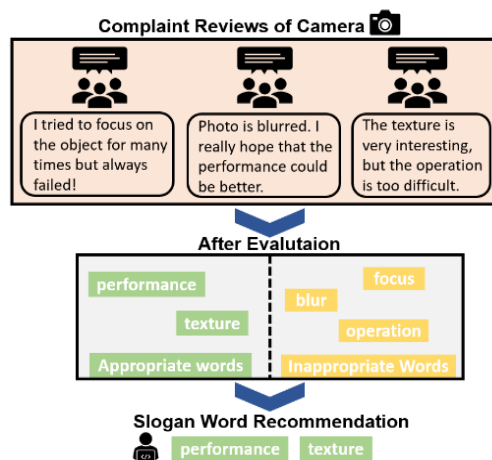 Complaint Reviews of Camera
I tried to focus on
the object for many
times but always
failed!
Photo is blurred. I
really hope that the
performance could
be better.
The texture is
very interesting,
but the operation
is too difficult.
After Evalutaion
performance
texture
Appropriate words
focus
blur
operation
Inappropriate Words
Slogan Word Recommendation
performance texture